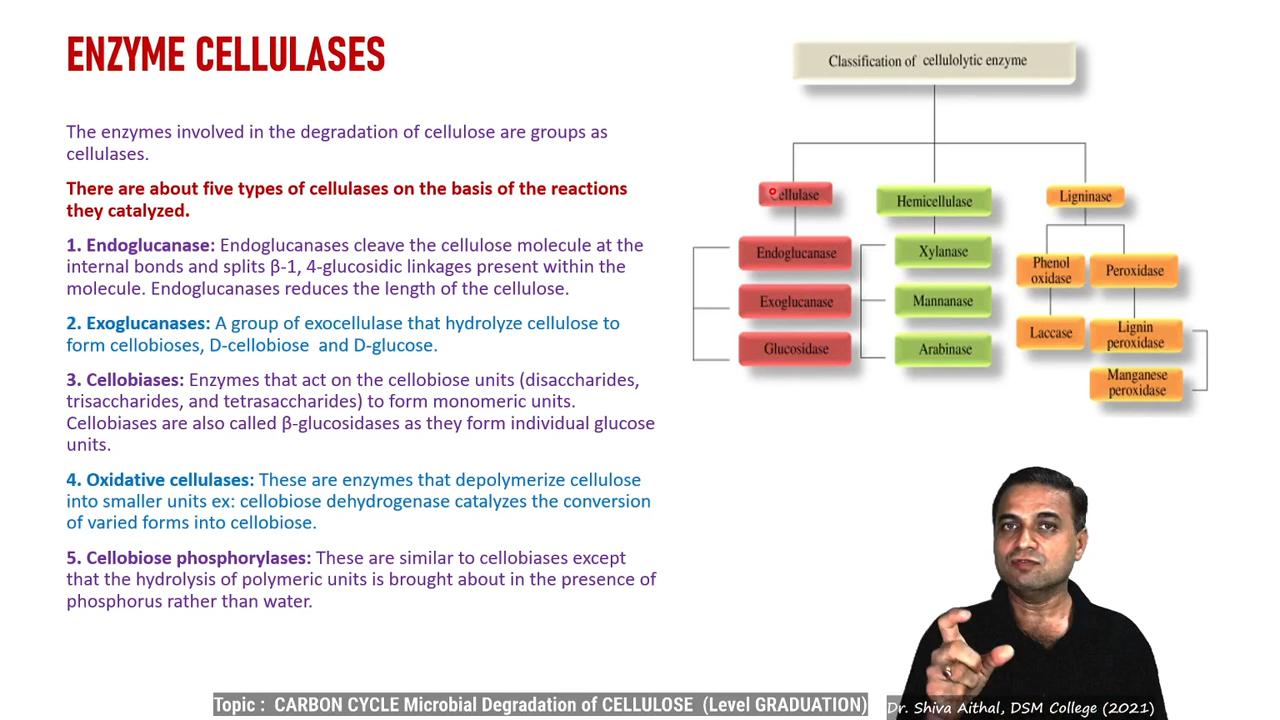 ENZYME CELLULASES
The enzymes involved in the degradation of cellulose are groups as
cellulases.
There are about five types of cellulases on the basis of the reactions
they catalyzed.
1. Endoglucanase: Endoglucanases cleave the cellulose molecule at the
internal bonds and splits β-1, 4-glucosidic linkages present within the
molecule. Endoglucanases reduces the length of the cellulose.
2. Exoglucanases: A group of exocellulase that hydrolyze cellulose to
form cellobioses, D-cellobiose and D-glucose.
3. Cellobiases: Enzymes that act on the cellobiose units (disaccharides,
trisaccharides, and tetrasaccharides) to form monomeric units.
Cellobiases are also called β-glucosidases as they form individual glucose
units.
4. Oxidative cellulases: These are enzymes that depolymerize cellulose
into smaller units ex: cellobiose dehydrogenase catalyzes the conversion
of varied forms into cellobiose.
5. Cellobiose phosphorylases: These are similar to cellobiases except
that the hydrolysis of polymeric units is brought about in the presence of
phosphorus rather than water.
Classification of cellulolytic enzyme
Cellulase
Endoglucanase
Exoglucanase
Glucosidase
Hemicellulase
Xylanase
Mannanase
Arabinase
Ligninase
Phenol
oxidase
Laccase
Peroxidase
Lignin
peroxidase
Manganese
peroxidase
Topic : CARBON CYCLE Microbial Degradation of CELLULOSE (Level GRADUATION)
Dr. Shiva Aithal, DSM College (2021)